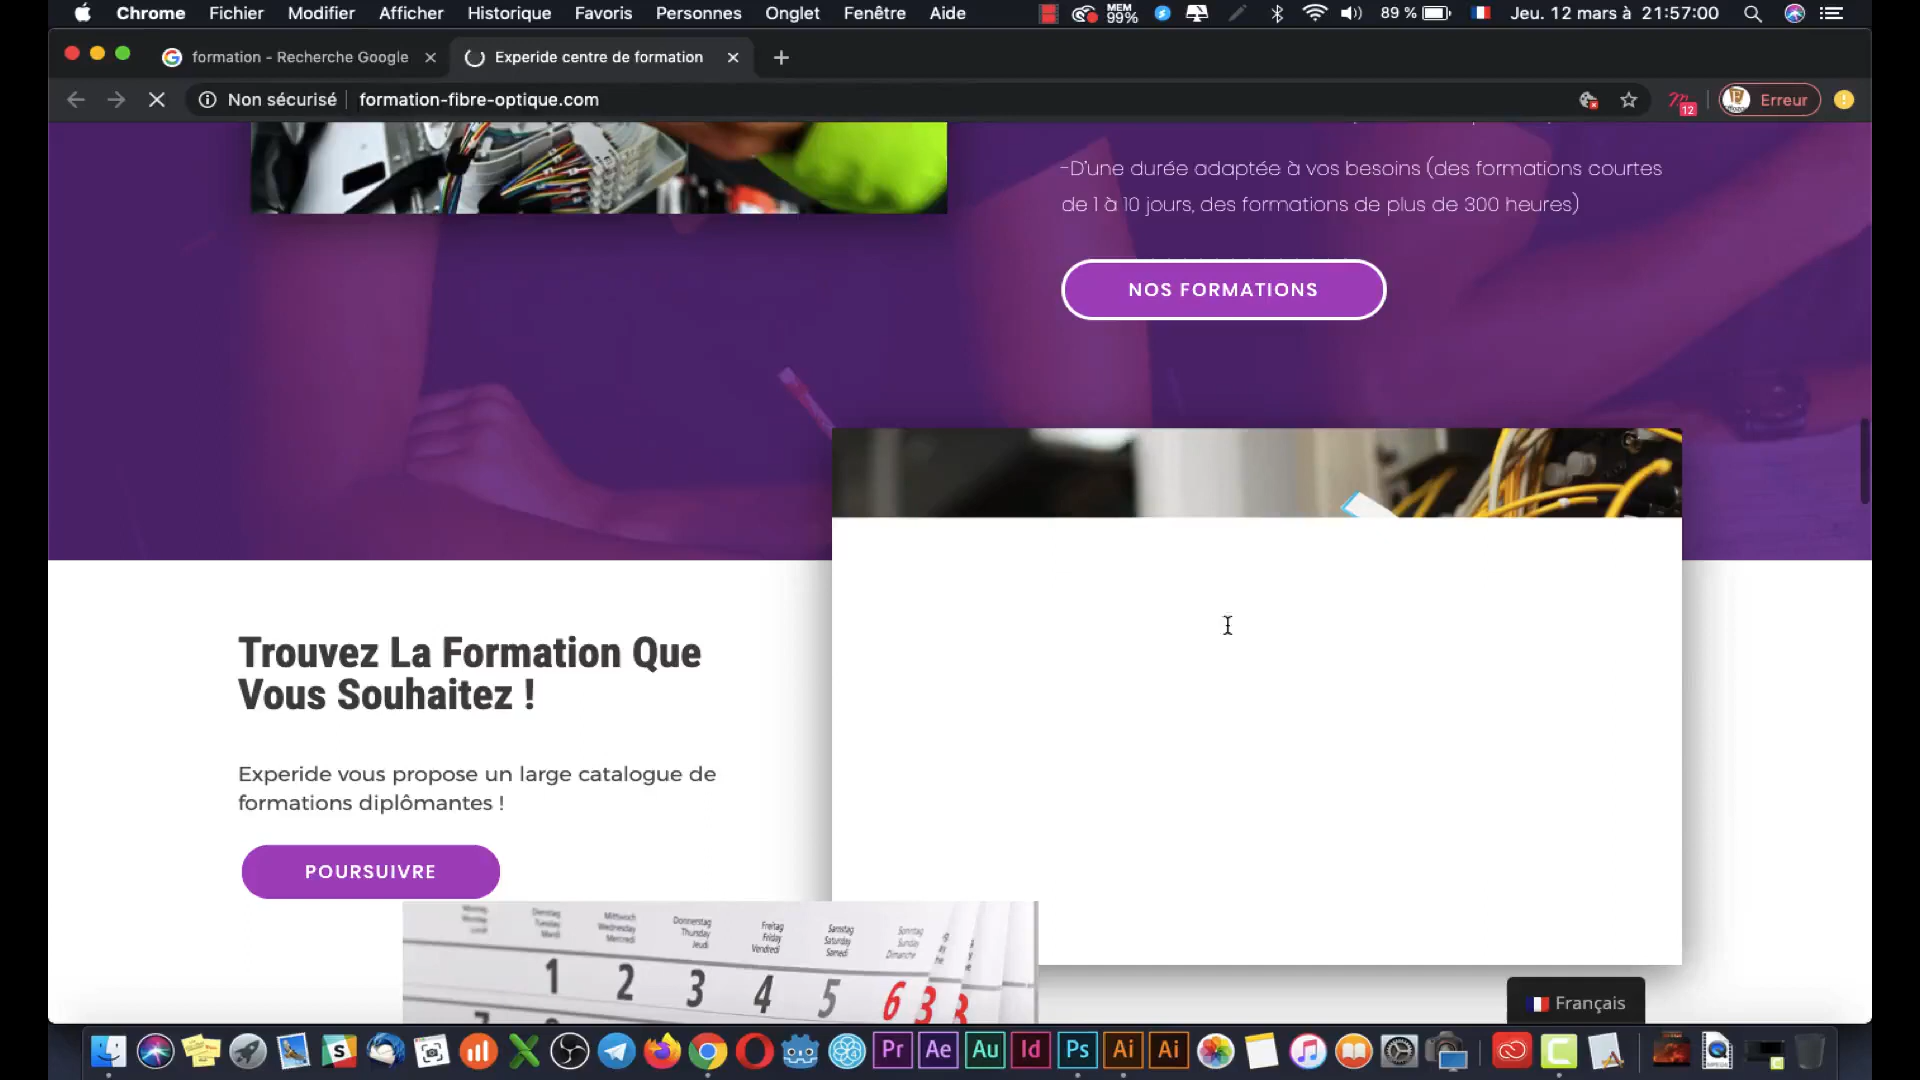 Chrome Fichier Modifier Afficher Historique Favoris Personnes Onglet Fenêtre Aide MEM 99% 89 % Jeu. 12 mars à 21:57:00
formation - Recherche Google
Experide centre de formation
Non sécurisé formation-fibre-optique.com
12
Erreur
-D'une durée adaptée à vos besoins (des formations courtes
de 1 à 10 jours, des formations de plus de 300 heures)
NOS FORMATIONS
Trouvez La Formation Que
Vous Souhaitez !
Experide vous propose un large catalogue de
formations diplômantes !
POURSUIVRE
Dienstag Mittwoch Donnerstag Freitag Samstag Sonntag
Tuesday Wednesday Thursday Friday Saturday Sunday
Mardi Mercredi Jeudi Vendredi Samedi Dimanche
1 2 3 4 5 6 3 3
Français
Pr Ae Au Id Ps Ai Ai